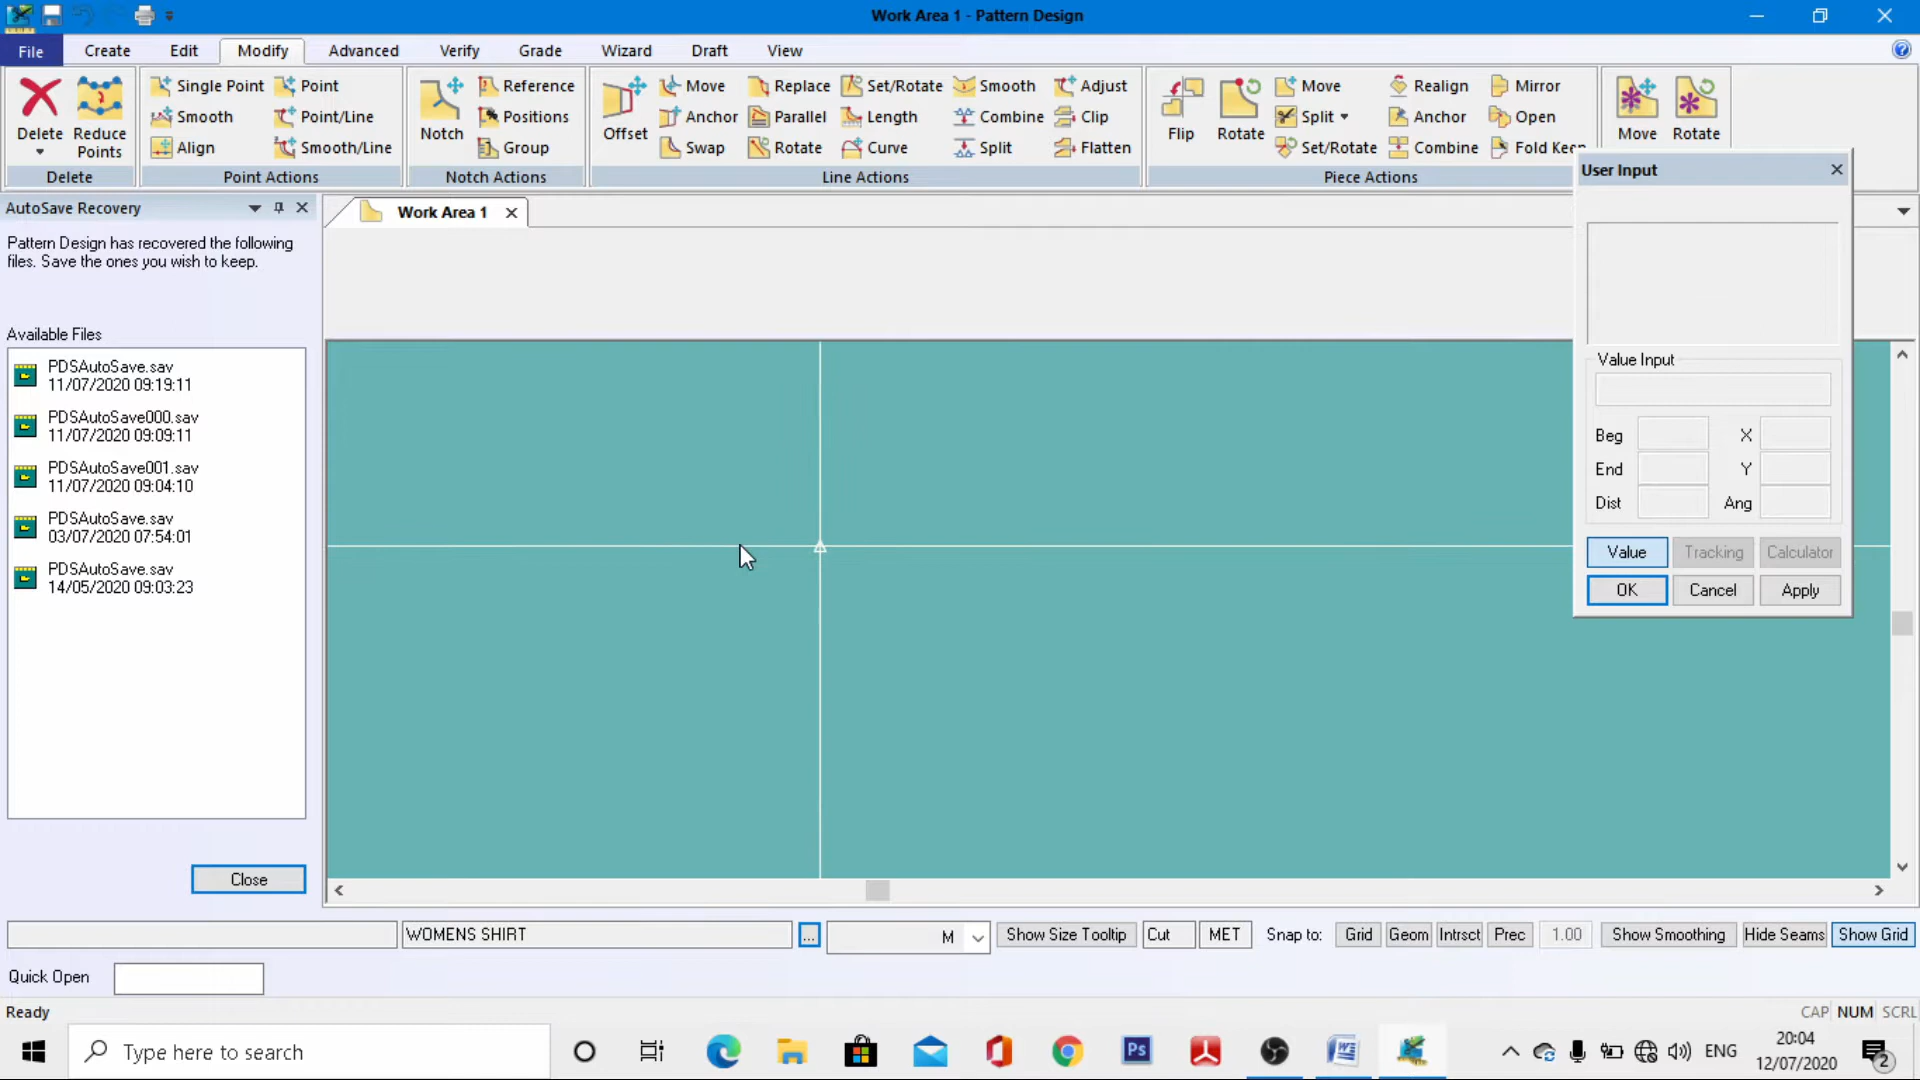 Work Area 1 - Pattern Design
File Create Edit Modify Advanced Verify Grade Wizard Draft View
Delete
Reduce Points
Delete
Single Point
Point
Smooth
Point/Line
Align
Smooth/Line
Point Actions
Notch
Reference
Positions
Group
Notch Actions
Offset
Move Replace Set/Rotate Smooth Adjust
Anchor Parallel Length Combine Clip
Swap Rotate Curve Split Flatten
Line Actions
Flip
Rotate
Move Realign Mirror
Split Anchor Open
Set/Rotate Combine Fold Keep
Piece Actions
Move
Rotate
AutoSave Recovery
Pattern Design has recovered the following
files. Save the ones you wish to keep.
Available Files
PDSAutoSave.sav
11/07/2020 09:19:11
PDSAutoSave000.sav
11/07/2020 09:09:11
PDSAutoSave001.sav
11/07/2020 09:04:10
PDSAutoSave.sav
03/07/2020 07:54:01
PDSAutoSave.sav
14/05/2020 09:03:23
Close
Work Area 1
User Input
Value Input
Beg X
End Y
Dist Ang
Value Tracking Calculator
OK Cancel Apply
WOMENS SHIRT ... M Show Size Tooltip Cut MET Snap to: Grid Geom Intrsct Prec 1.00 Show Smoothing Hide Seams Show Grid
Quick Open
Ready CAP NUM SCRL
Type here to search
Ps
ENG
20:04
12/07/2020
2